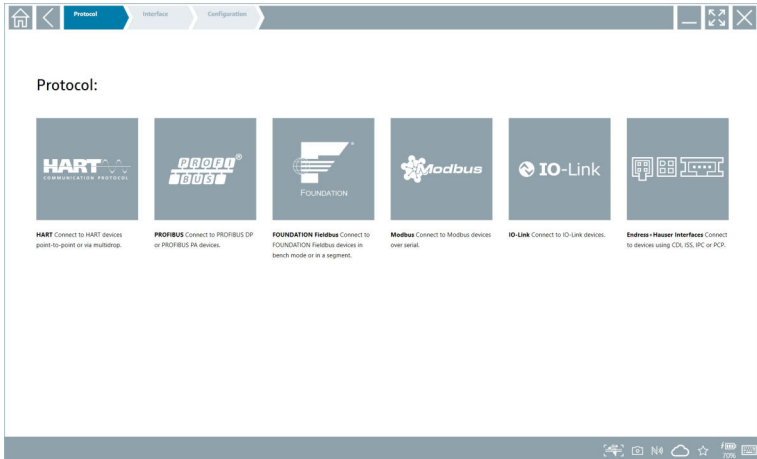 Protocol
Interface
Configuration
Protocol:
HART
COMMUNICATION PROTOCOL
PROFI
BUS
®
FOUNDATION
Modbus
IO-Link
HART Connect to HART devices
point-to-point or via multidrop.
PROFIBUS Connect to PROFIBUS DP
or PROFIBUS PA devices.
FOUNDATION Fieldbus Connect to
FOUNDATION Fieldbus devices in
bench mode or in a segment.
Modbus Connect to Modbus devices
over serial.
IO-Link Connect to IO-Link devices.
Endress+Hauser Interfaces Connect
to devices using CDI, ISS, IPC or PCP.
70%